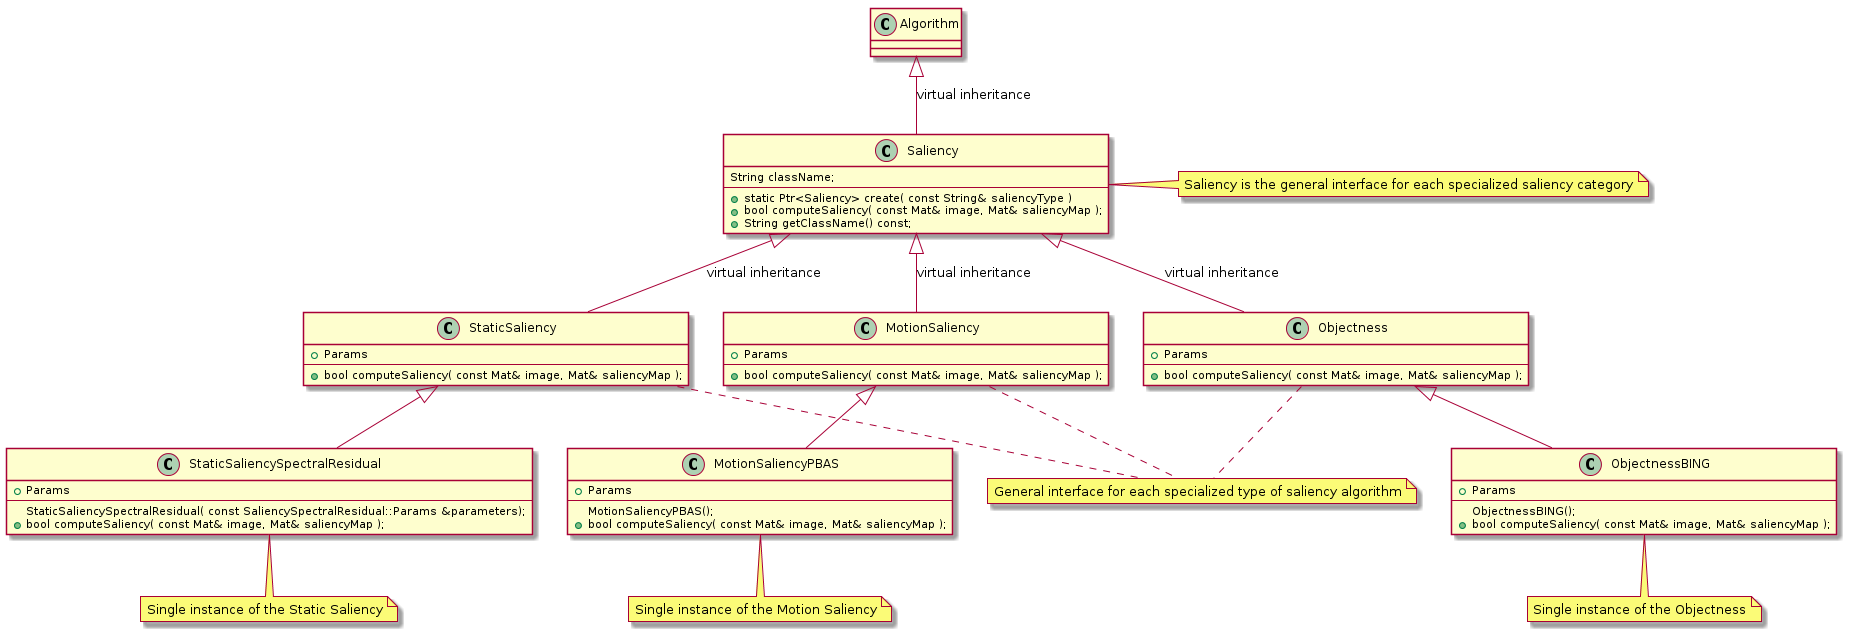 C Algorithm
virtual inheritance
C Saliency
String className;
static Ptr<Saliency> create( const String& saliencyType )
bool computeSaliency( const Mat& image, Mat& saliencyMap );
String getClassName() const;
Saliency is the general interface for each specialized saliency category
virtual inheritance
virtual inheritance
virtual inheritance
C StaticSaliency
Params
bool computeSaliency( const Mat& image, Mat& saliencyMap );
C MotionSaliency
Params
bool computeSaliency( const Mat& image, Mat& saliencyMap );
C Objectness
Params
bool computeSaliency( const Mat& image, Mat& saliencyMap );
C StaticSaliencySpectralResidual
Params
StaticSaliencySpectralResidual( const SaliencySpectralResidual::Params &parameters);
bool computeSaliency( const Mat& image, Mat& saliencyMap );
C MotionSaliencyPBAS
Params
MotionSaliencyPBAS();
bool computeSaliency( const Mat& image, Mat& saliencyMap );
General interface for each specialized type of saliency algorithm
C ObjectnessBING
Params
ObjectnessBING();
bool computeSaliency( const Mat& image, Mat& saliencyMap );
Single instance of the Static Saliency
Single instance of the Motion Saliency
Single instance of the Objectness